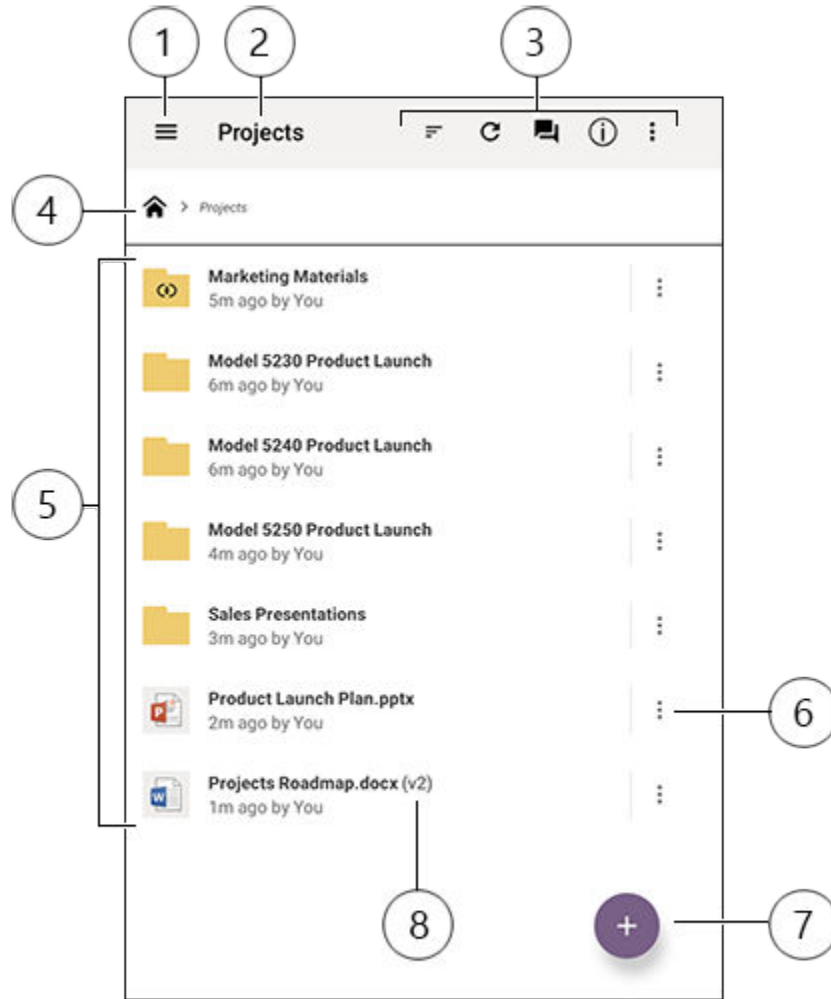 1
2
3
Projects
4
Projects
Marketing Materials
5m ago by You
Model 5230 Product Launch
6m ago by You
Model 5240 Product Launch
6m ago by You
5
Model 5250 Product Launch
4m ago by You
Sales Presentations
3m ago by You
Product Launch Plan.pptx
2m ago by You
6
Projects Roadmap.docx (v2)
1m ago by You
8
7